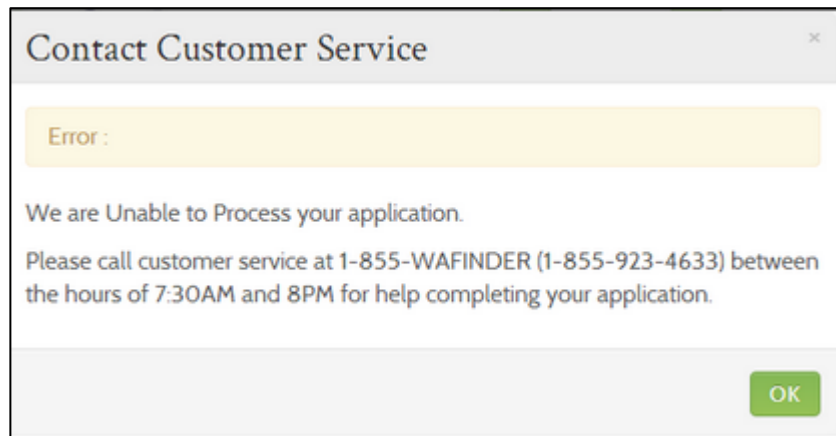 Contact Customer Service
×
Error :
We are Unable to Process your application.
Please call customer service at 1-855-WAFINDER (1-855-923-4633) between
the hours of 7:30AM and 8PM for help completing your application.
OK